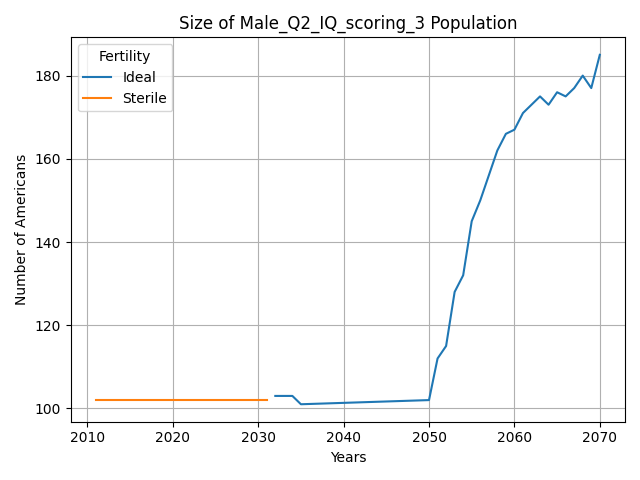 Size of Male_Q2_IQ_scoring_3 Population
Fertility
Ideal
Sterile
Number of Americans
180
160
140
120
100
2010 2020 2030 2040 2050 2060 2070
Years